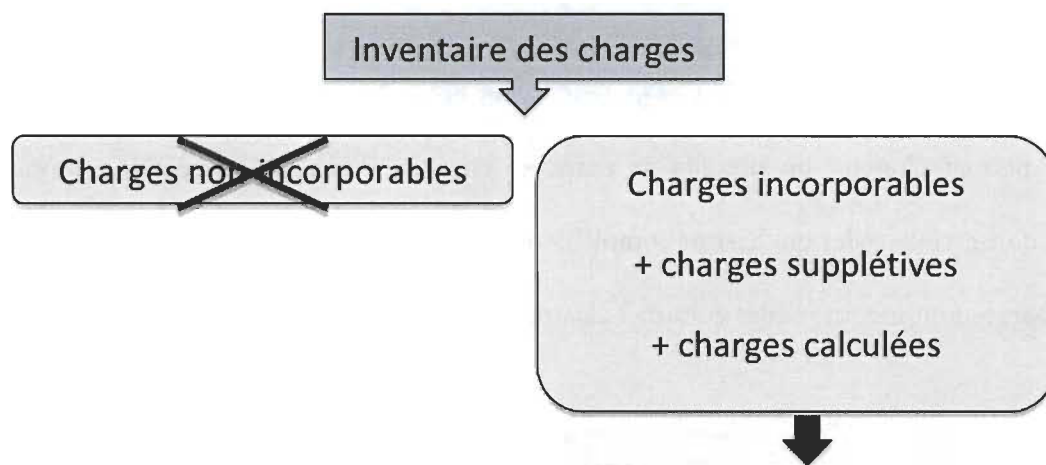 Inventaire des charges
Charges non incorporables
Charges incorporables
+ charges supplétives
+ charges calculées